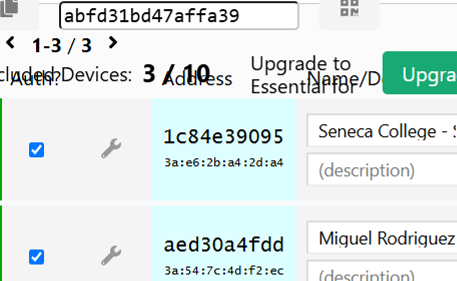 abfd31bd47affa39
1-3 / 3
cluded Devices: 3 / 10
Upgrade to
Essential for
Upgra
Auth?
Address
Name/D
1c84e39095
3a:e6:2b:a4:2d:a4
Seneca College - S
(description)
aed30a4fdd
3a:54:7c:4d:f2:ec
Miguel Rodriguez
(description)